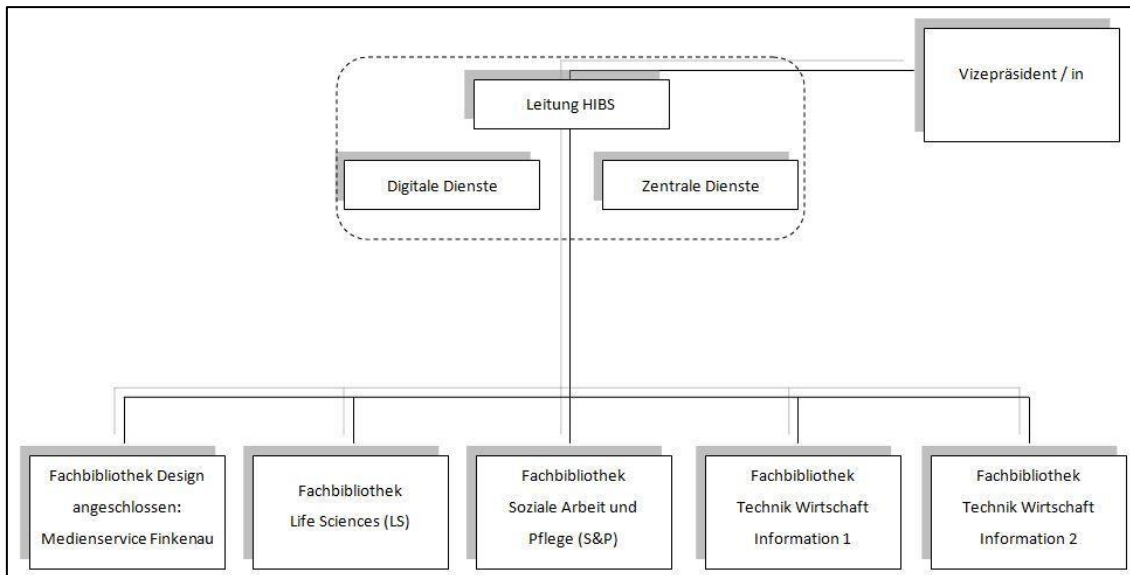 Vizepräsident / in
Leitung HIBS
Digitale Dienste
Zentrale Dienste
Fachbibliothek Design
angeschlossen:
Medienservice Finkenau
Fachbibliothek
Life Sciences (LS)
Fachbibliothek
Soziale Arbeit und
Pflege (S&P)
Fachbibliothek
Technik Wirtschaft
Information 1
Fachbibliothek
Technik Wirtschaft
Information 2